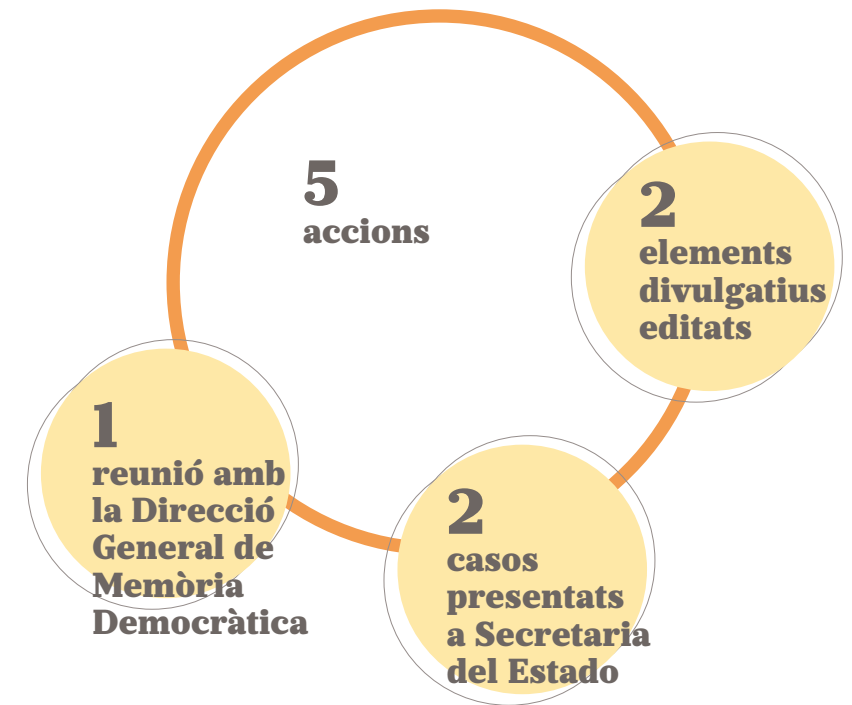 5
accions
2
elements
divulgatius
editats
1
reunió amb
la Direcció
General de
Memòria
Democràtica
2
casos
presentats
a Secretaria
del Estado